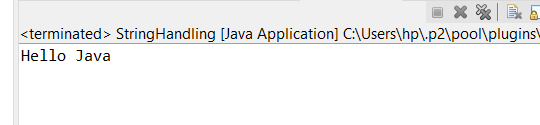 <terminated> StringHandling [Java Application] C:\Users\hp\.p2\pool\plugins\
Hello Java